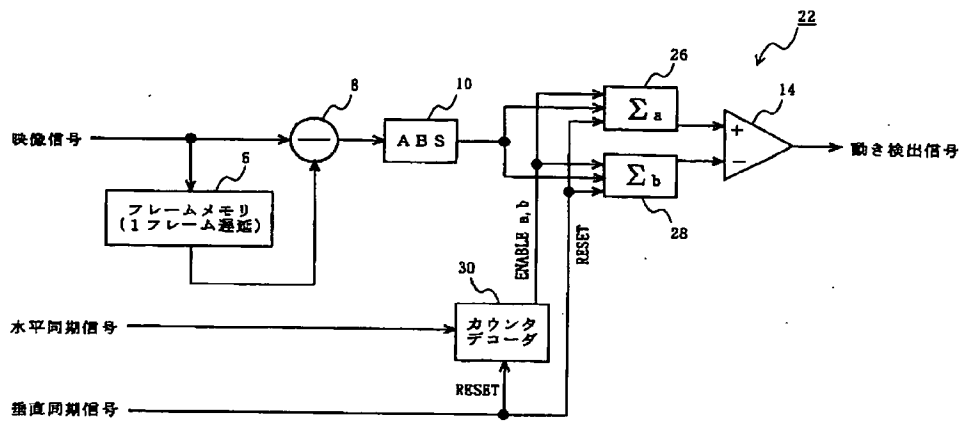 22
26
14
8
10
Σa
映像信号
−
ABS
+
−
動き検出信号
6
Σb
フレームメモリ
(1フレーム遅延)
28
ENABLE a,b
RESET
30
水平同期信号
カウンタ
デコーダ
RESET
垂直同期信号